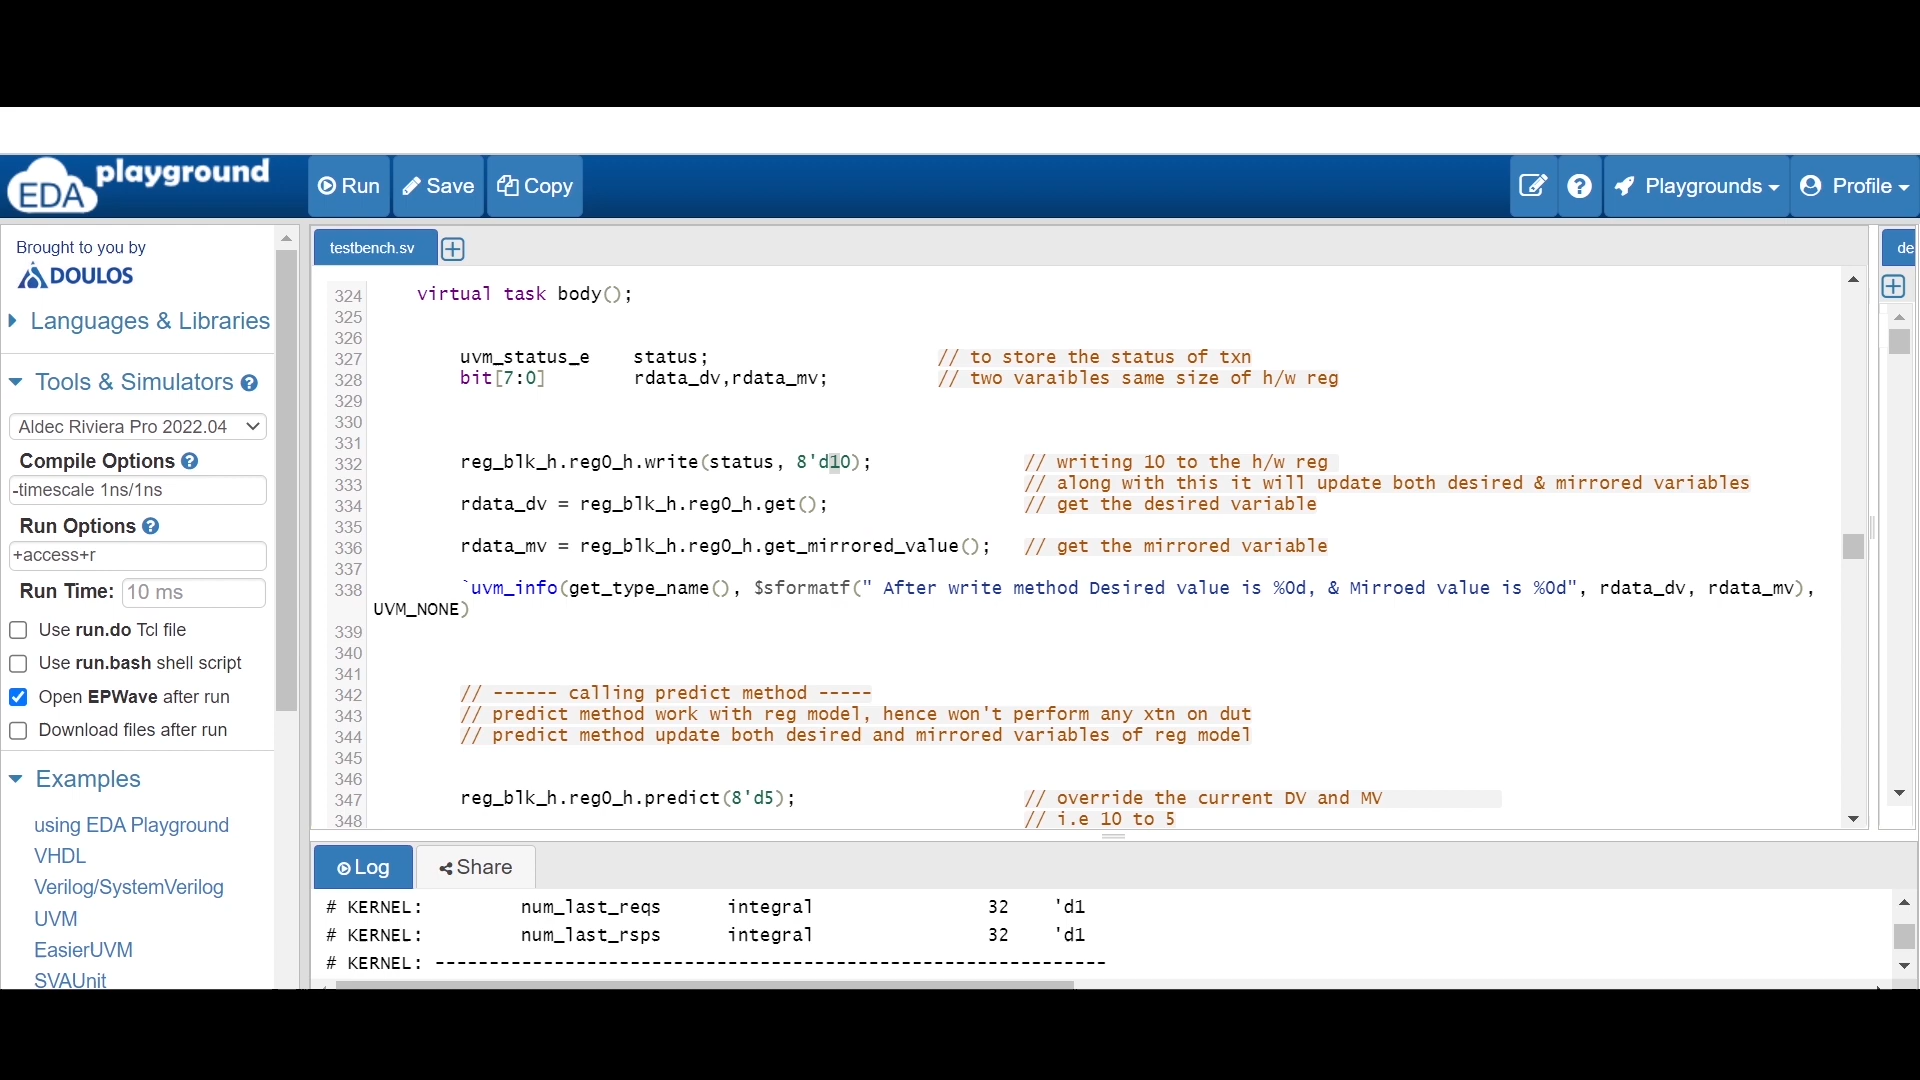 EDA playground
Run
Save
Copy
Playgrounds
Profile
Brought to you by
DOULOS
Languages & Libraries
Tools & Simulators
Aldec Riviera Pro 2022.04
Compile Options
-timescale 1ns/1ns
Run Options
+access+r
Run Time: 10 ms
Use run.do Tcl file
Use run.bash shell script
Open EPWave after run
Download files after run
Examples
using EDA Playground
VHDL
Verilog/SystemVerilog
UVM
EasierUVM
SVAUnit
testbench.sv
de
324 virtual task body();
325
326
327 uvm_status_e status; // to store the status of txn
328 bit[7:0] rdata_dv,rdata_mv; // two varaibles same size of h/w reg
329
330
331
332 reg_blk_h.reg0_h.write(status, 8'd10); // writing 10 to the h/w reg
333 // along with this it will update both desired & mirrored variables
334 rdata_dv = reg_blk_h.reg0_h.get(); // get the desired variable
335
336 rdata_mv = reg_blk_h.reg0_h.get_mirrored_value(); // get the mirrored variable
337
338 `uvm_info(get_type_name(), $sformatf(" After write method Desired value is %0d, & Mirroed value is %0d", rdata_dv, rdata_mv),
UVM_NONE)
339
340
341
342 // ------ calling predict method -----
343 // predict method work with reg model, hence won't perform any xtn on dut
344 // predict method update both desired and mirrored variables of reg model
345
346
347 reg_blk_h.reg0_h.predict(8'd5); // override the current DV and MV
348 // i.e 10 to 5
Log
Share
# KERNEL: num_last_reqs integral 32 'd1
# KERNEL: num_last_rsps integral 32 'd1
# KERNEL: --------------------------------------------------------------